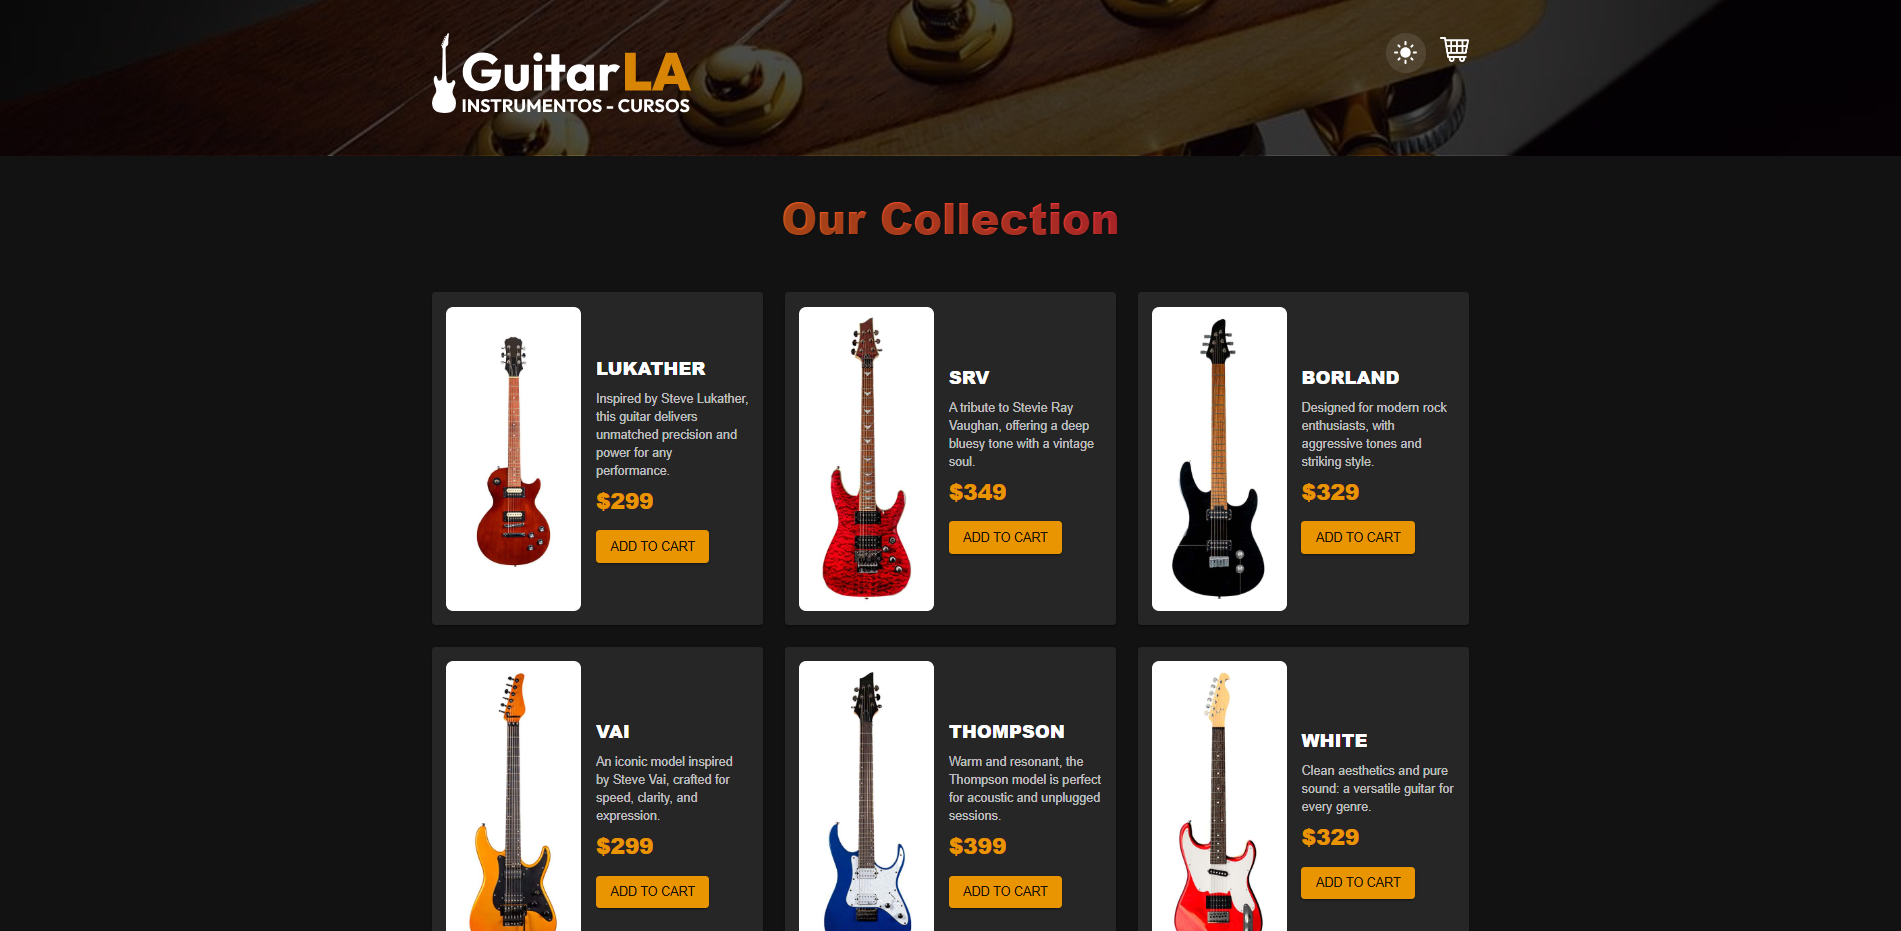 GuitarLA
INSTRUMENTOS - CURSOS
Our Collection
LUKATHER
Inspired by Steve Lukather,
this guitar delivers
unmatched precision and
power for any
performance.
$299
ADD TO CART
SRV
A tribute to Stevie Ray
Vaughan, offering a deep
bluesy tone with a vintage
soul.
$349
ADD TO CART
BORLAND
Designed for modern rock
enthusiasts, with
aggressive tones and
striking style.
$329
ADD TO CART
VAI
An iconic model inspired
by Steve Vai, crafted for
speed, clarity, and
expression.
$299
ADD TO CART
THOMPSON
Warm and resonant, the
Thompson model is perfect
for acoustic and unplugged
sessions.
$399
ADD TO CART
WHITE
Clean aesthetics and pure
sound: a versatile guitar for
every genre.
$329
ADD TO CART